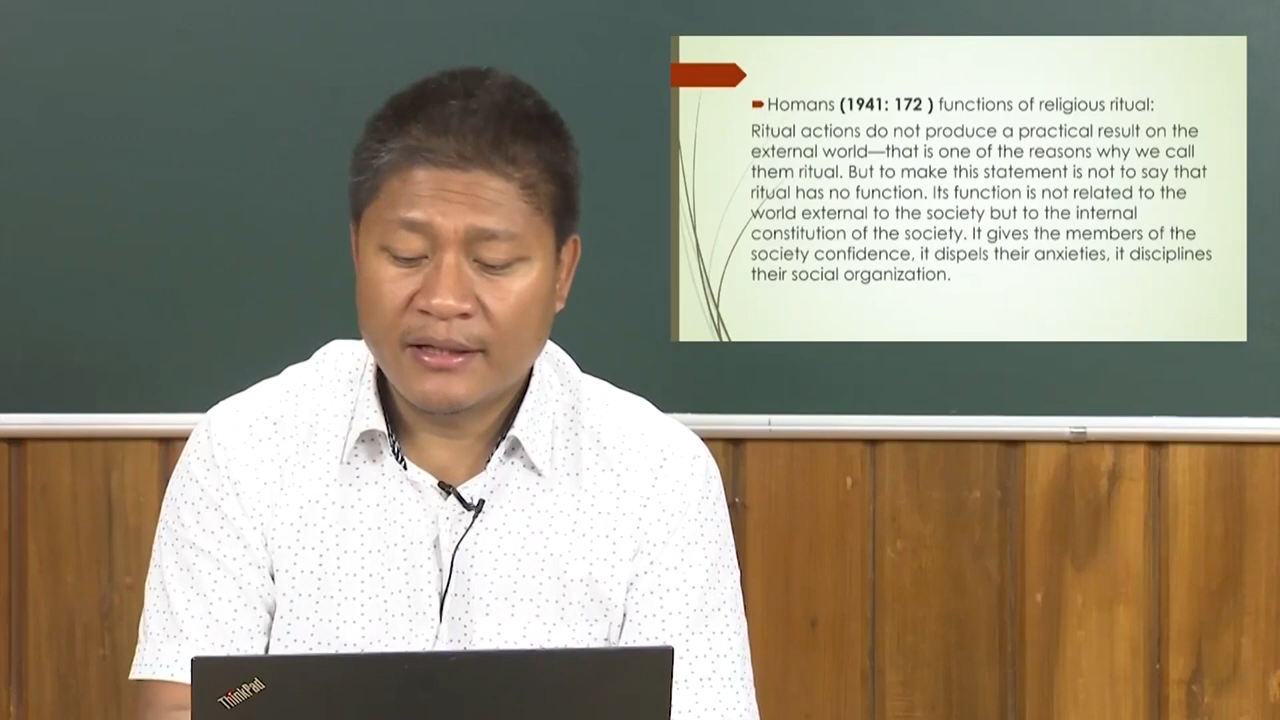 Homans (1941: 172 ) functions of religious ritual:
Ritual actions do not produce a practical result on the
external world—that is one of the reasons why we call
them ritual. But to make this statement is not to say that
ritual has no function. Its function is not related to the
world external to the society but to the internal
constitution of the society. It gives the members of the
society confidence, it dispels their anxieties, it disciplines
their social organization.
ThinkPad